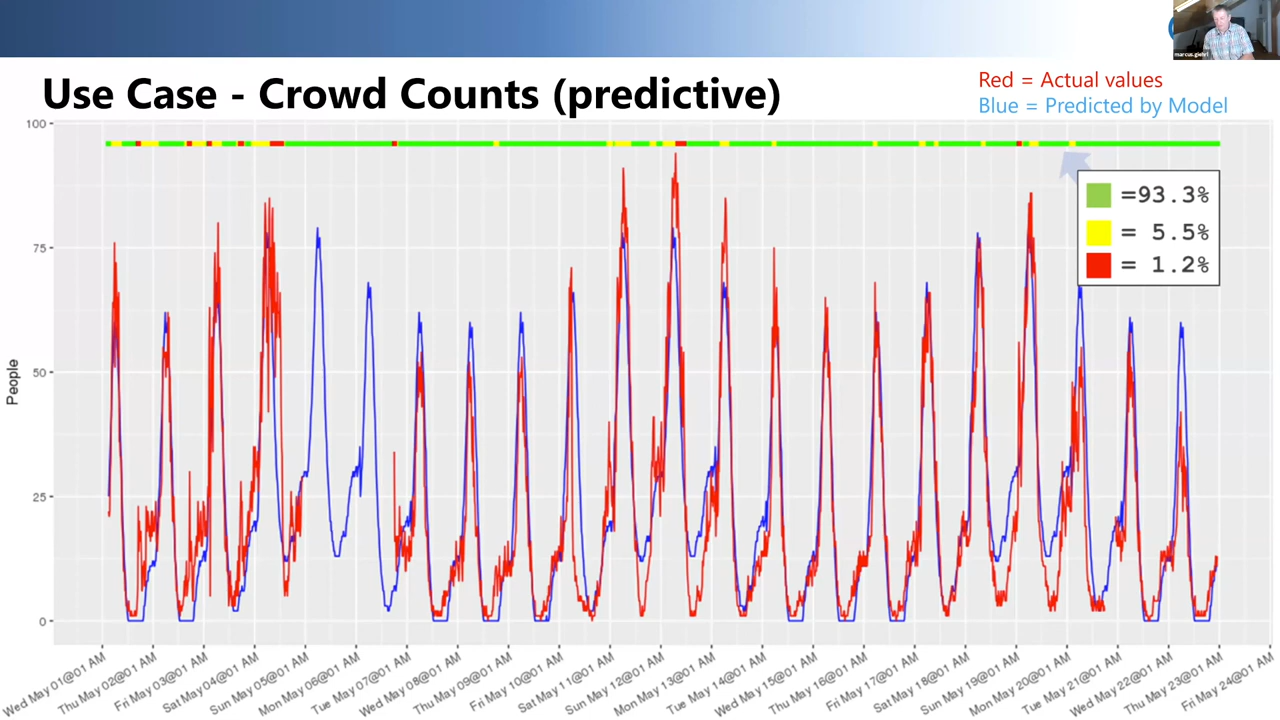 marcus.giehrl
Use Case - Crowd Counts (predictive)
Red = Actual values
Blue = Predicted by Model
100
75
50
25
0
People
=93.3%
= 5.5%
= 1.2%
Wed May 01@01 AM
Thu May 02@01 AM
Fri May 03@01 AM
Sat May 04@01 AM
Sun May 05@01 AM
Mon May 06@01 AM
Tue May 07@01 AM
Wed May 08@01 AM
Thu May 09@01 AM
Fri May 10@01 AM
Sat May 11@01 AM
Sun May 12@01 AM
Mon May 13@01 AM
Tue May 14@01 AM
Wed May 15@01 AM
Thu May 16@01 AM
Fri May 17@01 AM
Sat May 18@01 AM
Sun May 19@01 AM
Mon May 20@01 AM
Tue May 21@01 AM
Wed May 22@01 AM
Thu May 23@01 AM
Fri May 24@01 AM